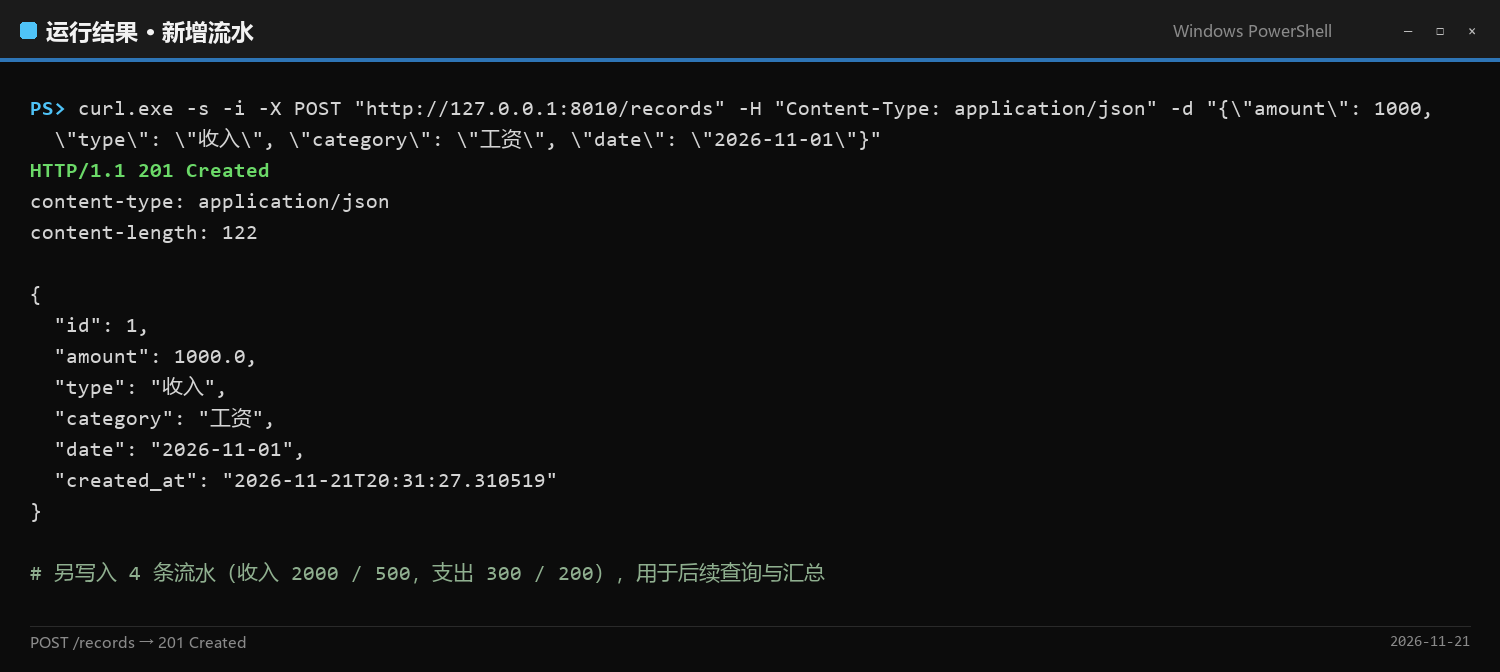 运行结果 • 新增流水
Windows PowerShell
PS> curl.exe -s -i -X POST "http://127.0.0.1:8010/records" -H "Content-Type: application/json" -d "{\"amount\": 1000,
\"type\": \"收入\", \"category\": \"工资\", \"date\": \"2026-11-01\"}"
HTTP/1.1 201 Created
content-type: application/json
content-length: 122
{
"id": 1,
"amount": 1000.0,
"type": "收入",
"category": "工资",
"date": "2026-11-01",
"created_at": "2026-11-21T20:31:27.310519"
}
# 另写入 4 条流水（收入 2000 / 500，支出 300 / 200），用于后续查询与汇总
POST /records → 201 Created
2026-11-21